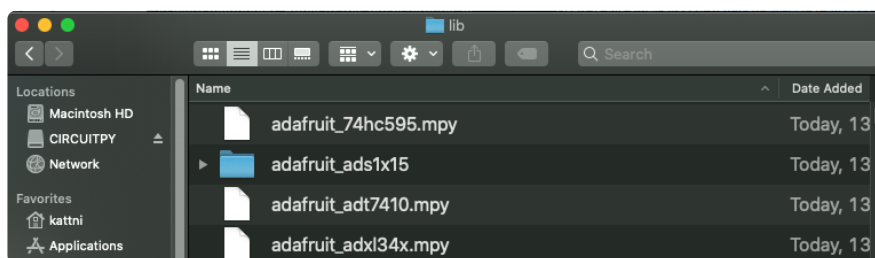 lib
Search
Locations
Macintosh HD
CIRCUITPY
Network
Favorites
kattni
Applications
Name
Date Added
adafruit_74hc595.mpy
Today, 13
adafruit_ads1x15
Today, 13
adafruit_adt7410.mpy
Today, 13
adafruit_adxl34x.mpy
Today, 13